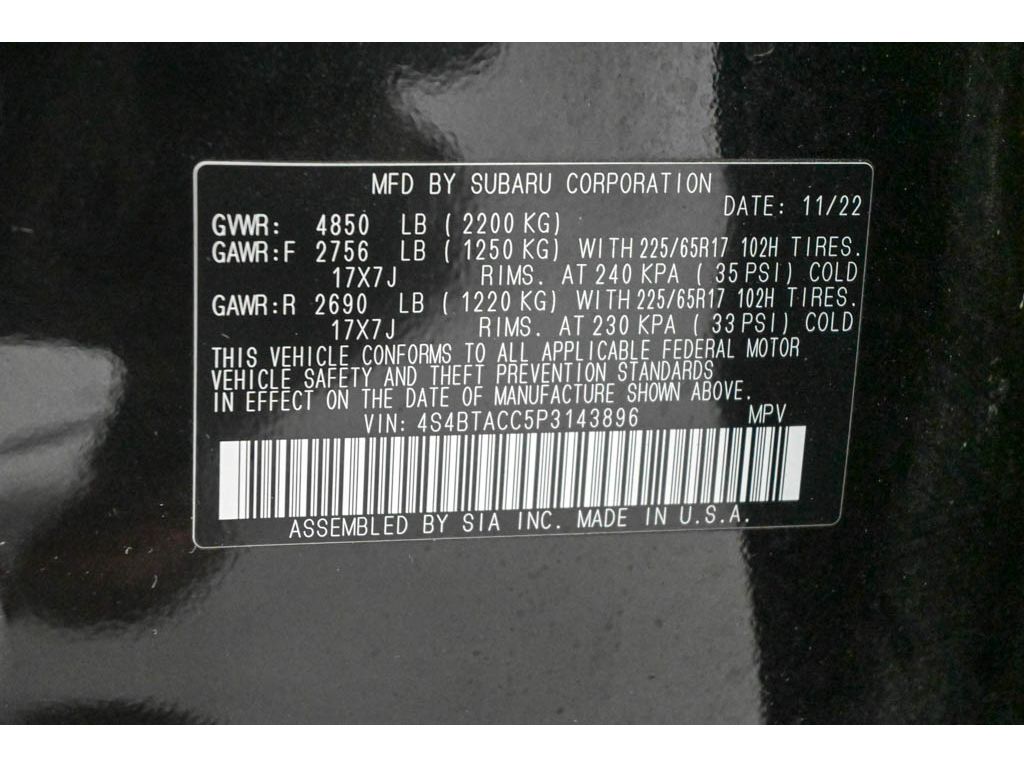 MFD BY SUBARU CORPORATION
DATE: 11/22
GVWR: 4850 LB ( 2200 KG)
GAWR:F 2756 LB ( 1250 KG) WITH 225/65R17 102H TIRES.
17X7J RIMS. AT 240 KPA ( 35 PSI) COLD
GAWR:R 2690 LB ( 1220 KG) WITH 225/65R17 102H TIRES.
17X7J RIMS. AT 230 KPA ( 33 PSI) COLD
THIS VEHICLE CONFORMS TO ALL APPLICABLE FEDERAL MOTOR
VEHICLE SAFETY AND THEFT PREVENTION STANDARDS
IN EFFECT ON THE DATE OF MANUFACTURE SHOWN ABOVE.
VIN: 4S4BTACC5P3143896 MPV
ASSEMBLED BY SIA INC. MADE IN U.S.A.